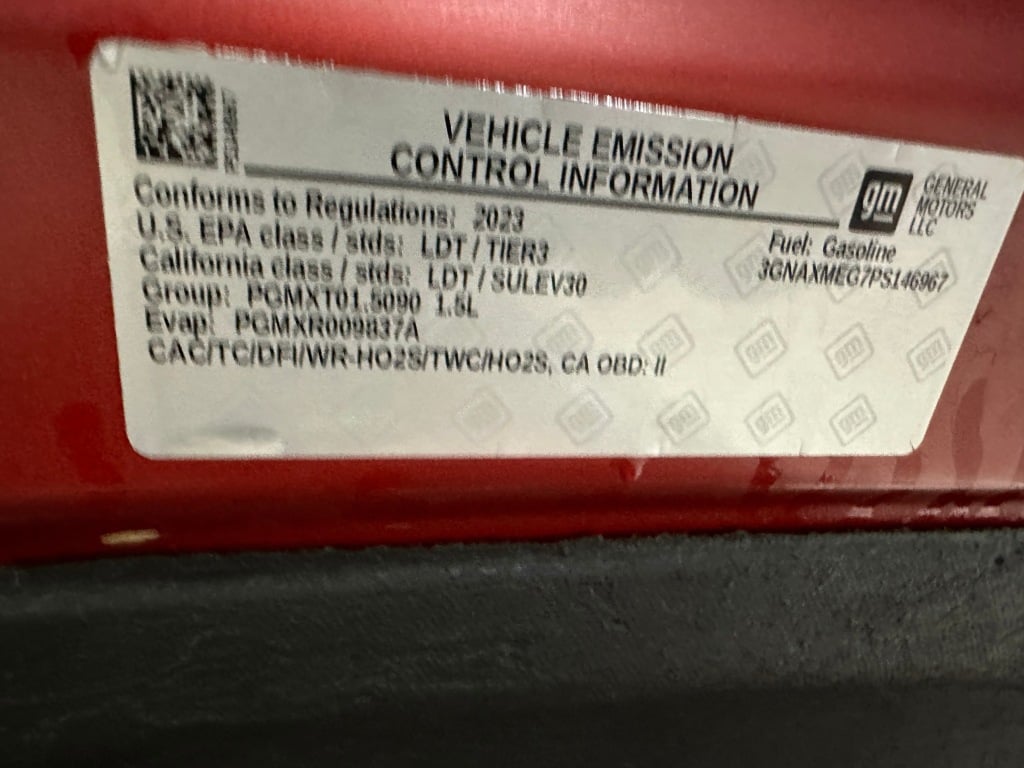 VEHICLE EMISSION
CONTROL INFORMATION
gm
GENERAL
MOTORS
LLC
Conforms to Regulations: 2023
U.S. EPA class / stds: LDT / TIER3
California class / stds: LDT / SULEV30
Group: PGMXT01.5090 1.5L
Evap: PGMXR009837A
CAC/TC/DFI/WR-HO2S/TWC/HO2S, CA OBD: II
Fuel: Gasoline
3GNAXMEG7PS146967